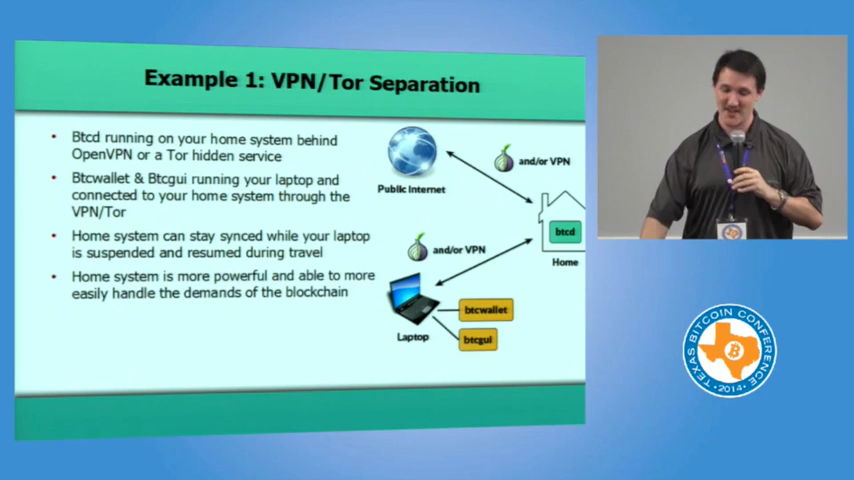 Example 1: VPN/Tor Separation
• Btcd running on your home system behind
OpenVPN or a Tor hidden service
• Btcwallet & Btcgui running your laptop and
connected to your home system through the
VPN/Tor
• Home system can stay synced while your laptop
is suspended and resumed during travel
• Home system is more powerful and able to more
easily handle the demands of the blockchain
Public Internet
and/or VPN
btcd
Home
and/or VPN
Laptop
btcwallet
btcgui
TEXAS BITCOIN CONFERENCE
• 2014 •